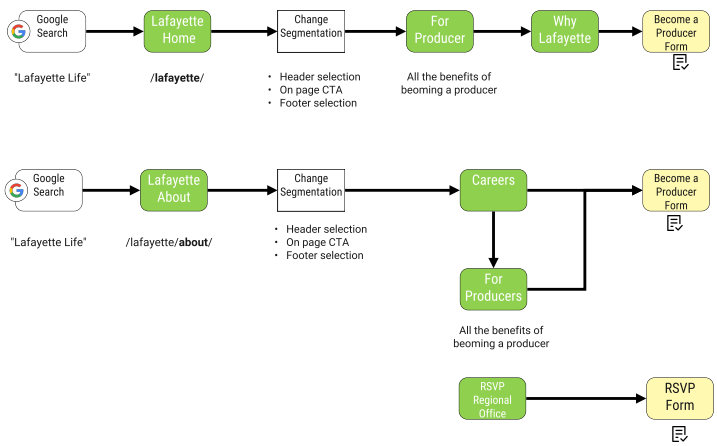 Google
Search
Lafayette
Home
Change
Segmentation
For
Producer
Why
Lafayette
Become a
Producer
Form
"Lafayette Life"
/lafayette/
• Header selection
• On page CTA
• Footer selection
All the benefits of
beoming a producer
Google
Search
Lafayette
About
Change
Segmentation
Careers
Become a
Producer
Form
"Lafayette Life"
/lafayette/about/
• Header selection
• On page CTA
• Footer selection
For
Producers
All the benefits of
beoming a producer
RSVP
Regional
Office
RSVP
Form